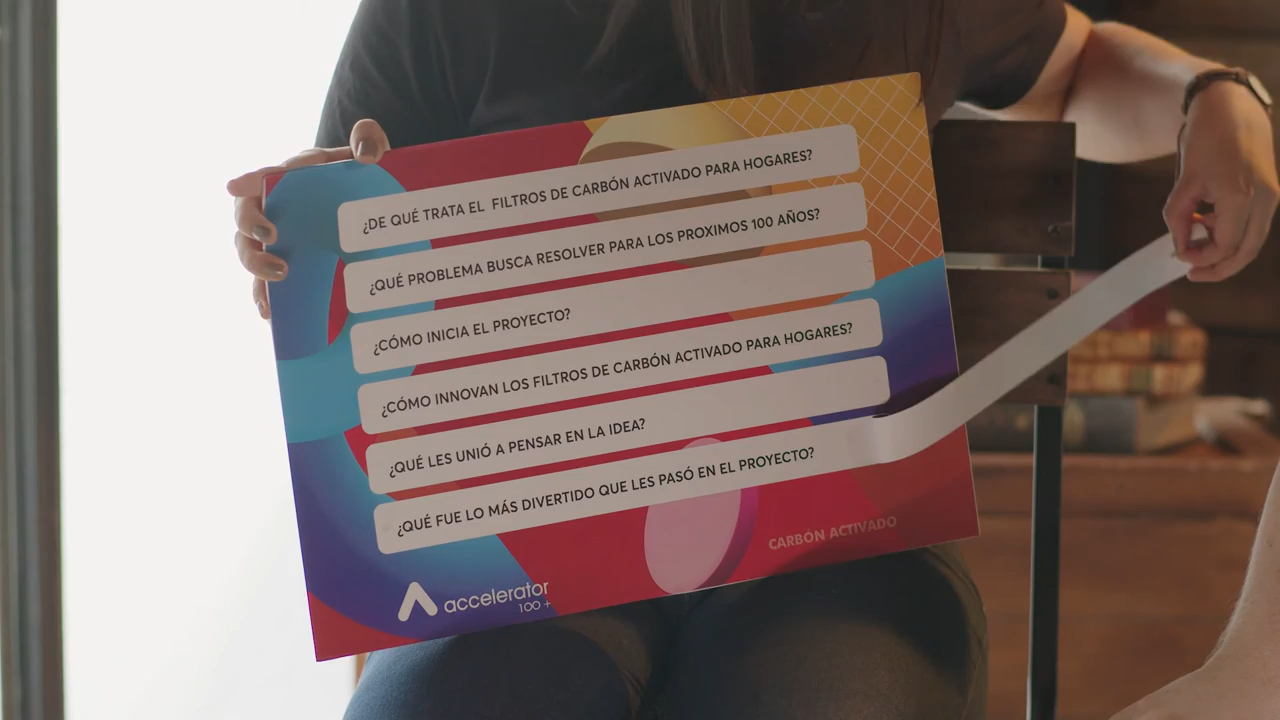 ¿DE QUÉ TRATA EL FILTROS DE CARBÓN ACTIVADO PARA HOGARES?
¿QUÉ PROBLEMA BUSCA RESOLVER PARA LOS PROXIMOS 100 AÑOS?
¿CÓMO INICIA EL PROYECTO?
¿CÓMO INNOVAN LOS FILTROS DE CARBÓN ACTIVADO PARA HOGARES?
¿QUÉ LES UNIÓ A PENSAR EN LA IDEA?
¿QUÉ FUE LO MÁS DIVERTIDO QUE LES PASÓ EN EL PROYECTO?
CARBÓN ACTIVADO
accelerator
100 +